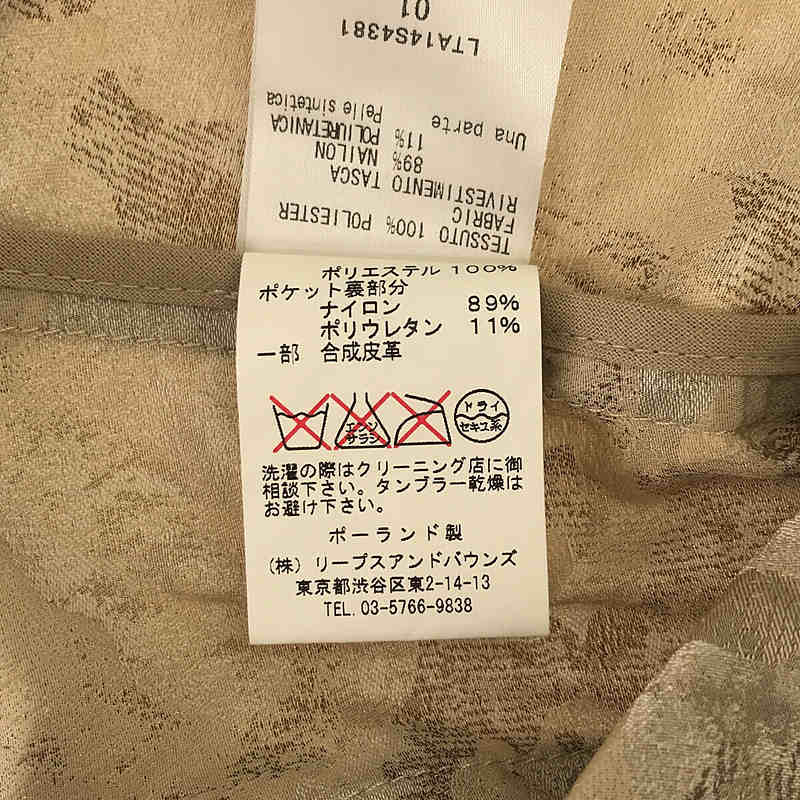 TESSUTO 100% POLIESTER
FABRIC
RIVESTIMENTO TASCA
89% NAILON
11% POLIURETANICA
Una parte Pelle sintetica
LTA14S4381
01
ポリエステル 100%
ポケット裏部分
ナイロン 89%
ポリウレタン 11%
一部 合成皮革
エンソ
サラシ
ドライ
セキユ系
洗濯の際はクリーニング店に御
相談下さい。タンブラー乾燥は
お避け下さい。
ポーランド製
(株) リープスアンドバウンズ
東京都渋谷区東2-14-13
TEL. 03-5766-9838